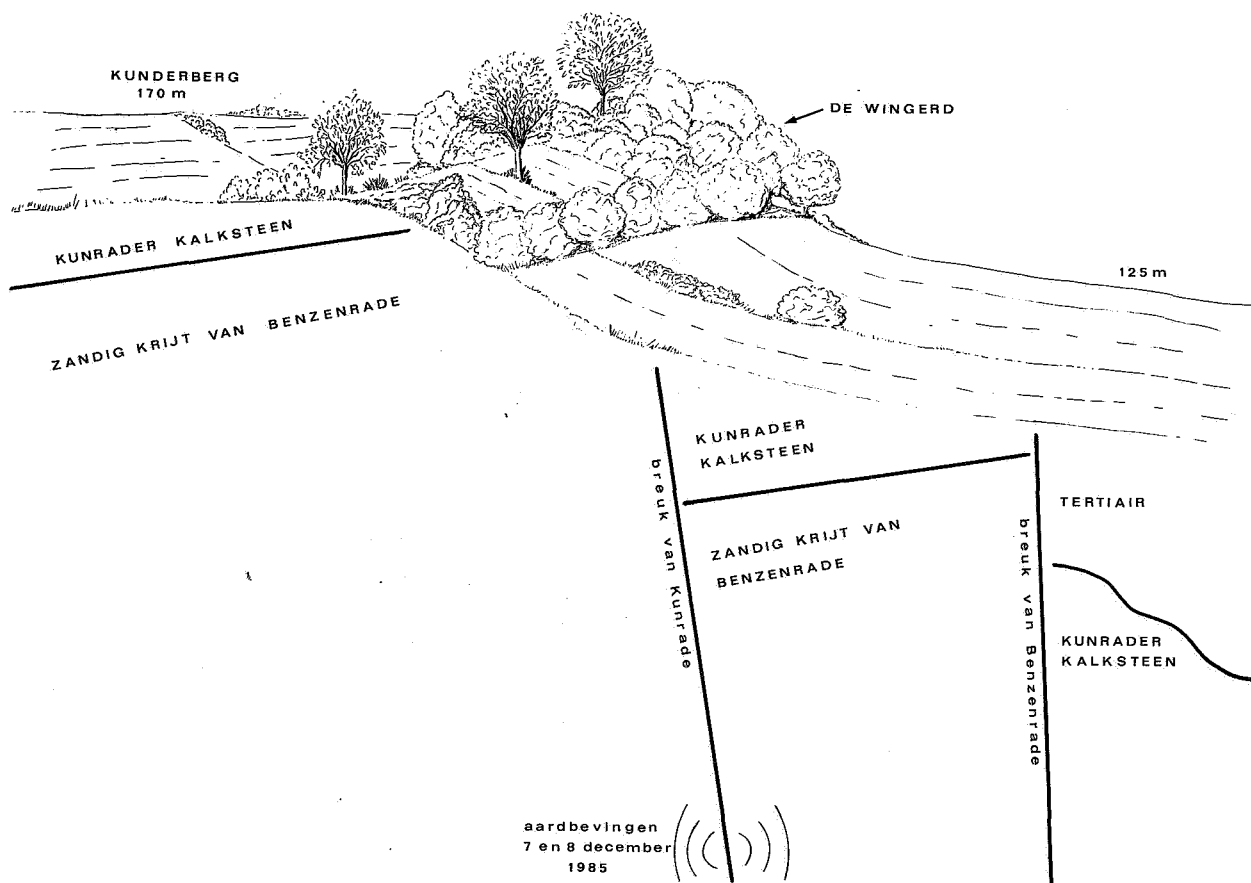 KUNDERBERG
170 m
DE WINGERD
KUNRADER KALKSTEEN
ZANDIG KRIJT VAN BENZENRADE
125 m
KUNRADER
KALKSTEEN
breuk van Kunrade
ZANDIG KRIJT VAN
BENZENRADE
TERTIAIR
breuk van Benzenrade
KUNRADER
KALKSTEEN
aardbevingen
7 en 8 december
1985